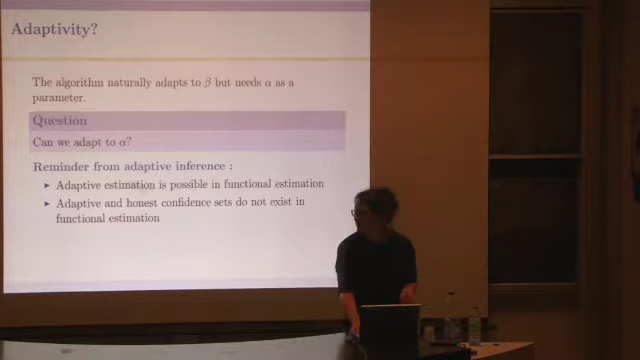 Adaptivity?
The algorithm naturally adapts to β but needs α as a
parameter.
Question
Can we adapt to α?
Reminder from adaptive inference :
▸ Adaptive estimation is possible in functional estimation
▸ Adaptive and honest confidence sets do not exist in
functional estimation